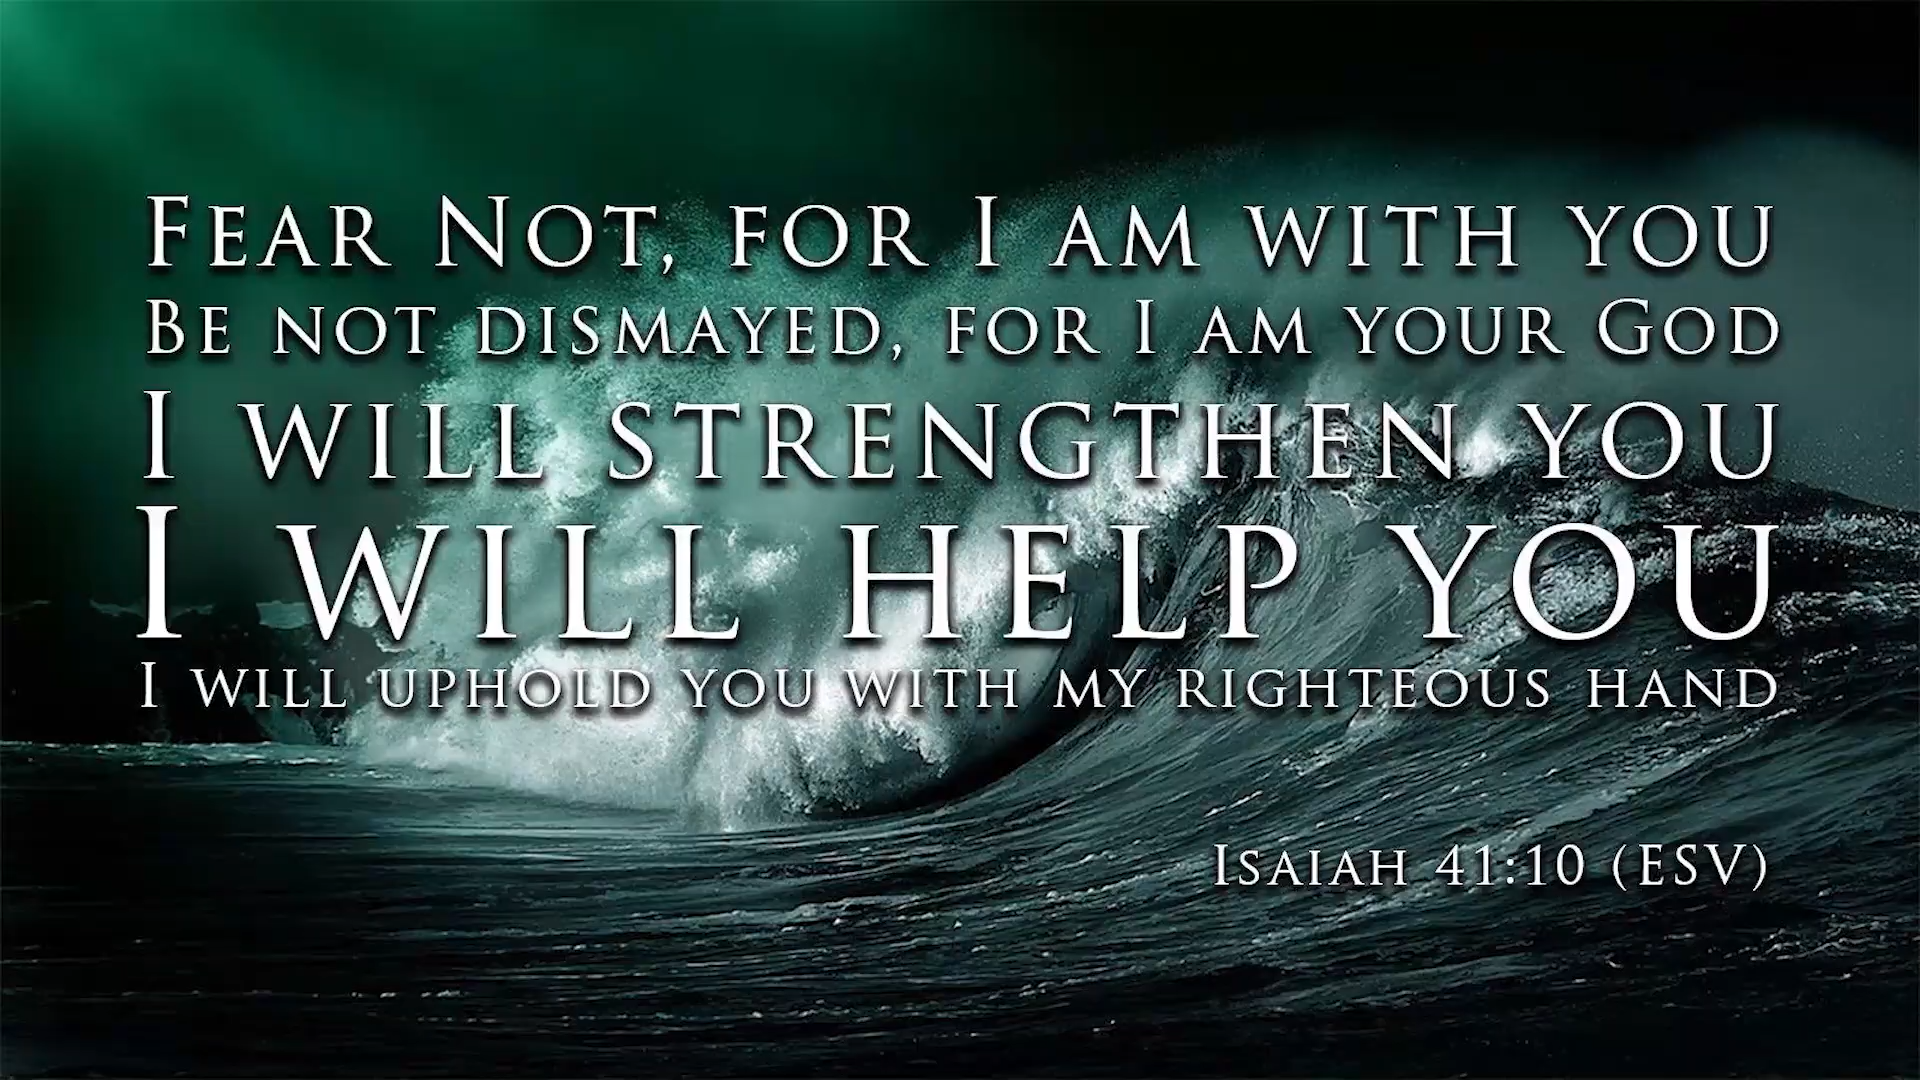 Fear Not, for I am with you
Be not dismayed, for I am your God
I will strengthen you
I will help you
I will uphold you with my righteous hand
Isaiah 41:10 (ESV)